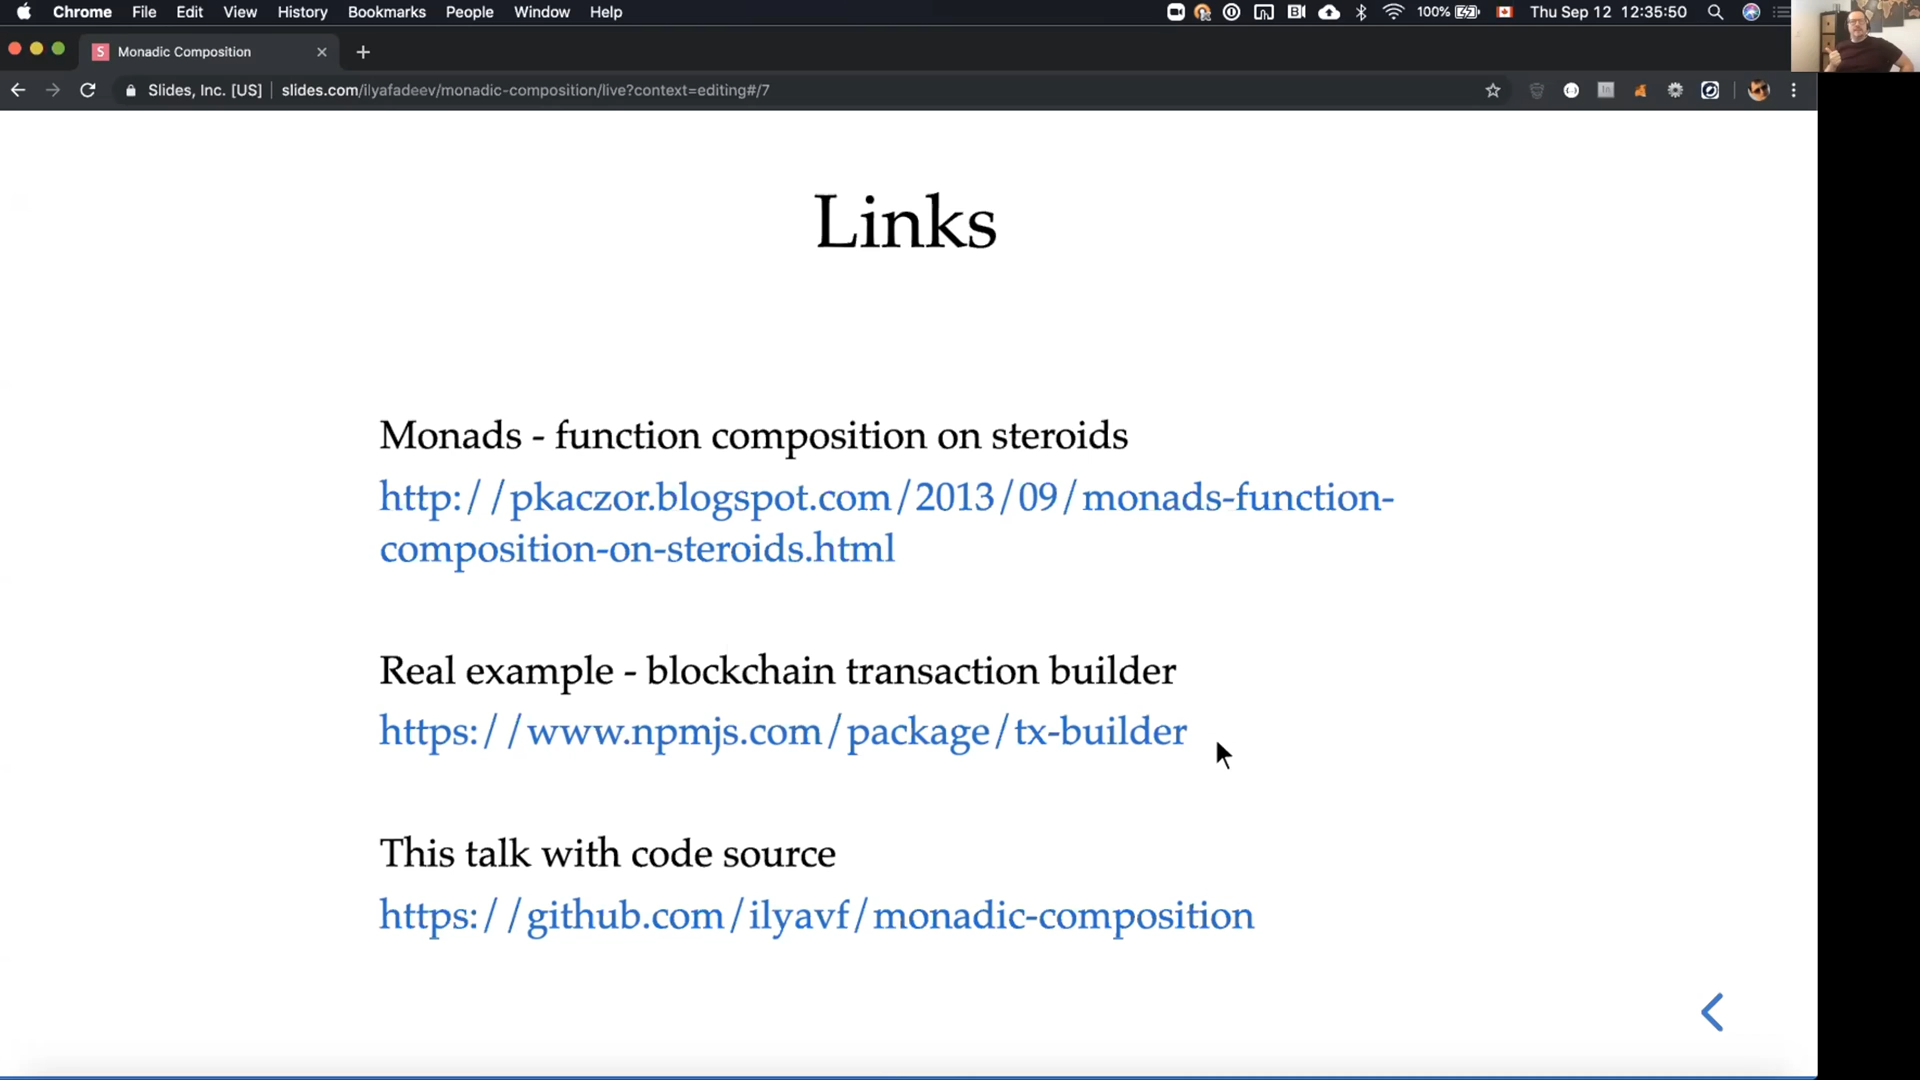 Chrome File Edit View History Bookmarks People Window Help 100% Thu Sep 12 12:35:50
S Monadic Composition
Slides, Inc. [US] | slides.com/ilyafadeev/monadic-composition/live?context=editing#/7
Links
Monads - function composition on steroids
http://pkaczor.blogspot.com/2013/09/monads-function-
composition-on-steroids.html
Real example - blockchain transaction builder
https://www.npmjs.com/package/tx-builder
This talk with code source
https://github.com/ilyavf/monadic-composition